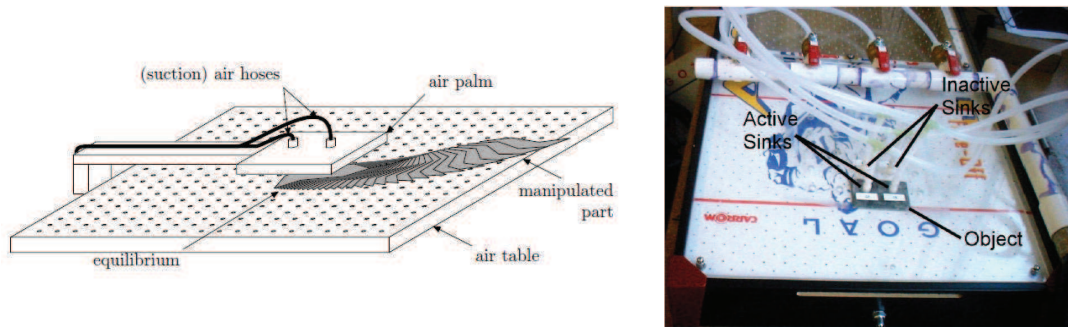 (suction) air hoses
air palm
manipulated
part
equilibrium
air table
Inactive
Sinks
Active
Sinks
Object
CARROM
GOAL